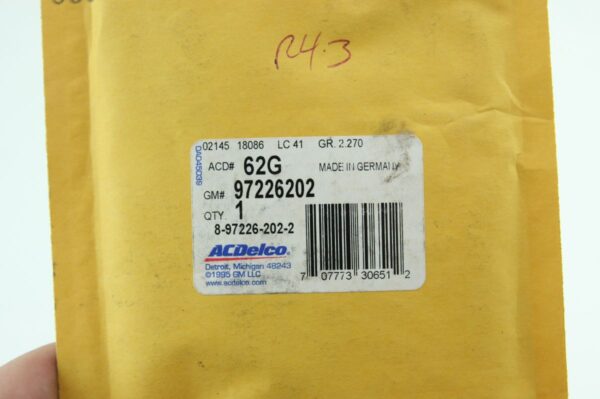 R4.3
02145 18086 LC 41 GR. 2.270
DAD45039
ACD# 62G MADE IN GERMANY
GM# 97226202
QTY. 1
8-97226-202-2
ACDelco
Detroit, Michigan 48243
©1995 GM LLC
www.acdelco.com
7 07773 30651 2